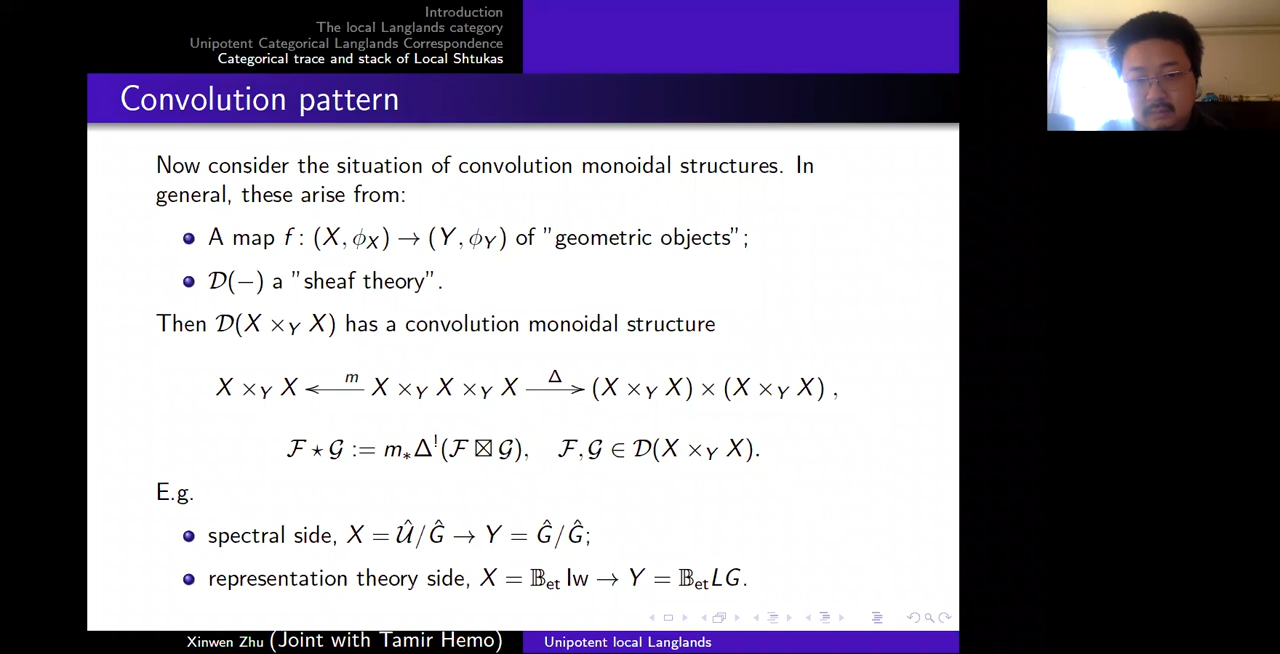 Introduction
The local Langlands category
Unipotent Categorical Langlands Correspondence
Categorical trace and stack of Local Shtukas
Convolution pattern
Now consider the situation of convolution monoidal structures. In
general, these arise from:
A map f : (X, ϕ_X) → (Y, ϕ_Y) of "geometric objects";
𝒟(−) a "sheaf theory".
Then 𝒟(X ×_Y X) has a convolution monoidal structure
X ×_Y X ←^m X ×_Y X ×_Y X →^Δ (X ×_Y X) × (X ×_Y X) ,
ℱ ⋆ 𝒢 := m_*Δ^!(ℱ ⊠ 𝒢), ℱ, 𝒢 ∈ 𝒟(X ×_Y X).
E.g.
spectral side, X = 𝒰̂/Ĝ → Y = Ĝ/Ĝ;
representation theory side, X = 𝔹_et Iw → Y = 𝔹_et LG.
Xinwen Zhu (Joint with Tamir Hemo) Unipotent local Langlands